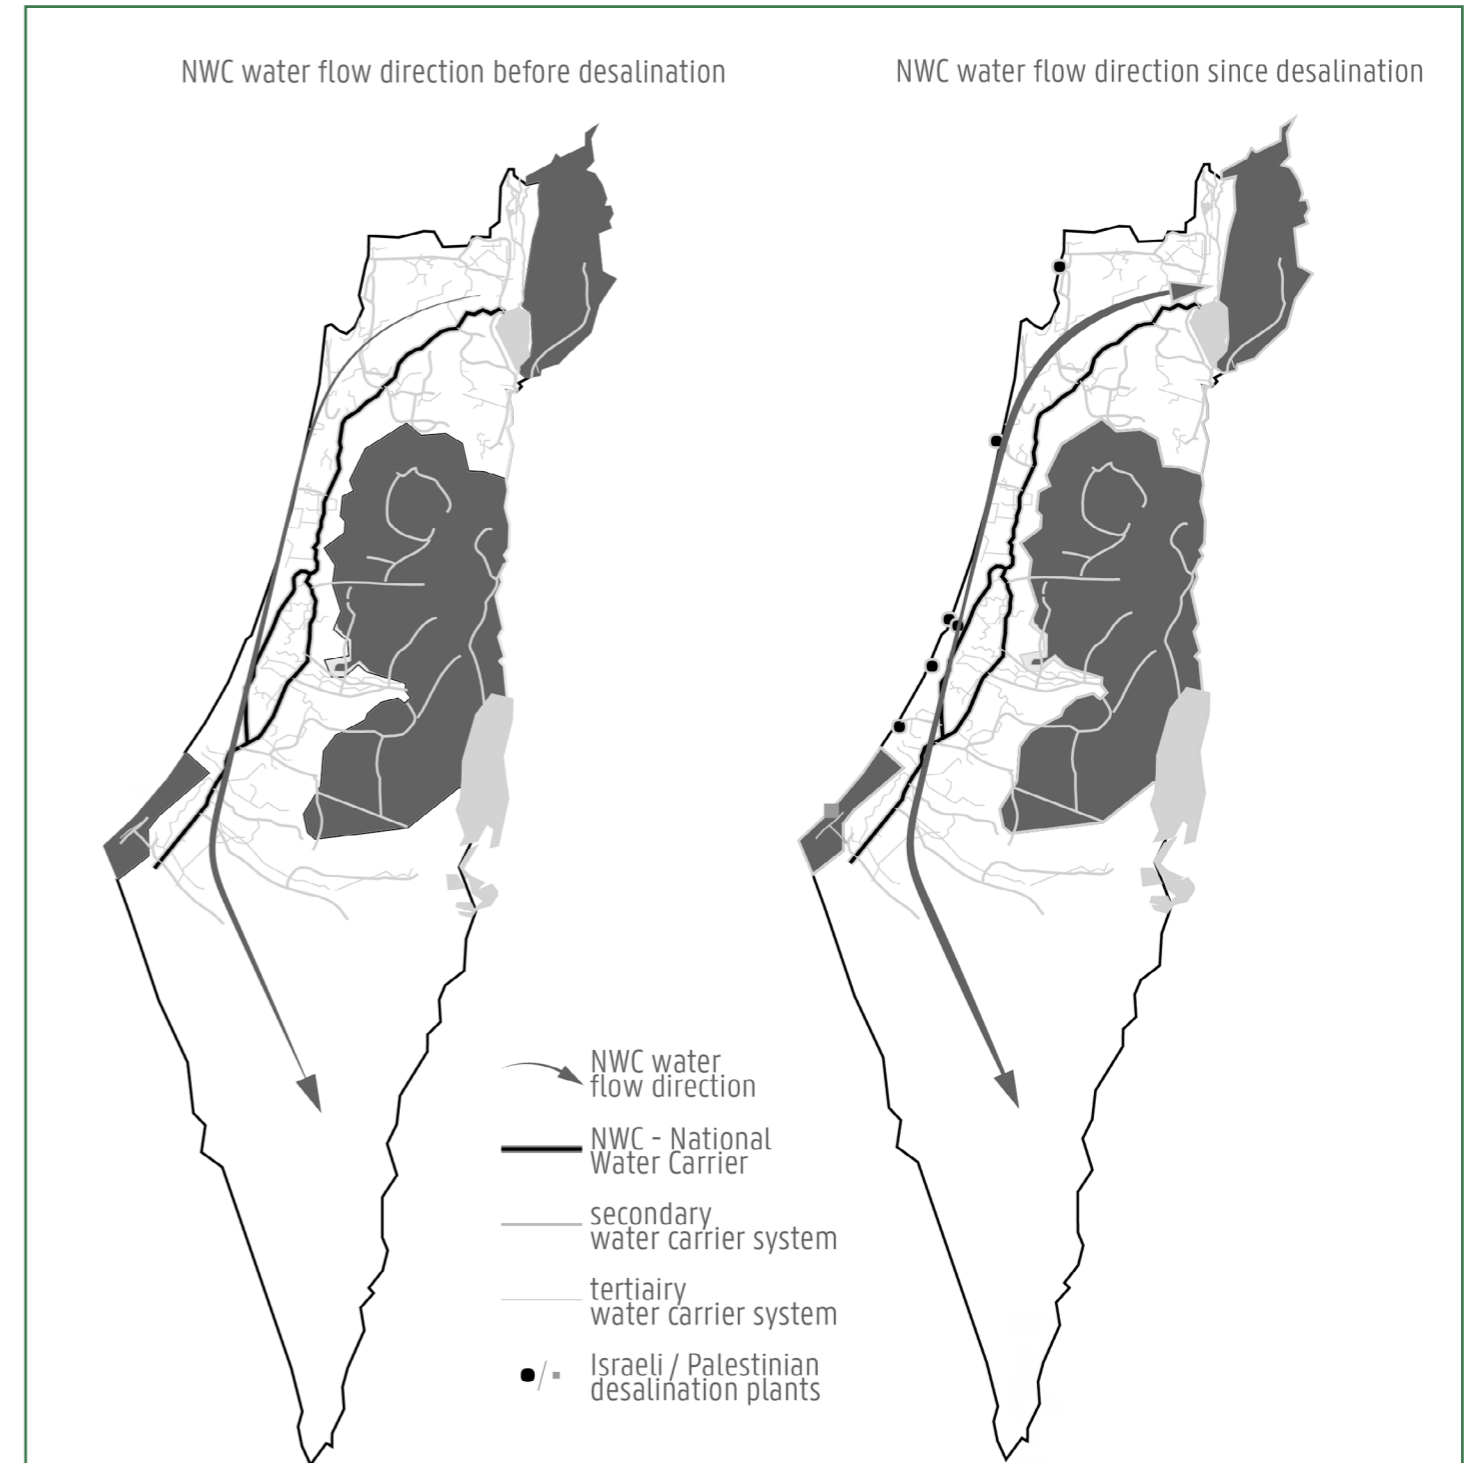 NWC water flow direction before desalination
NWC water flow direction since desalination
NWC water
flow direction
NWC - National
Water Carrier
secondary
water carrier system
tertiairy
water carrier system
Israeli / Palestinian
desalination plants